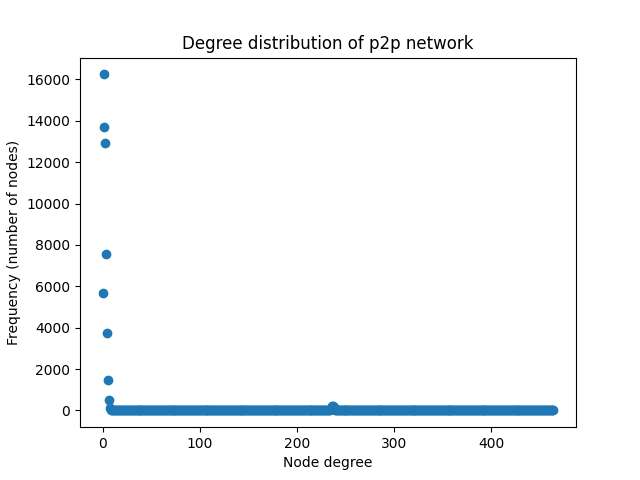 Degree distribution of p2p network
Frequency (number of nodes)
16000
14000
12000
10000
8000
6000
4000
2000
0
0 100 200 300 400
Node degree